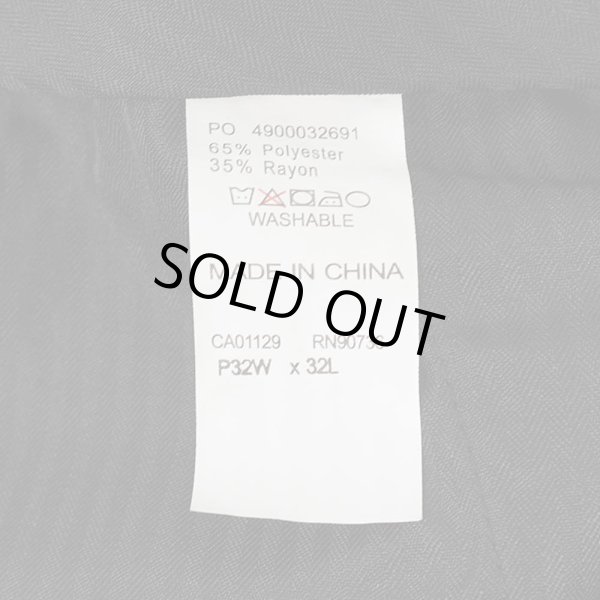 PO 4900032691
65% Polyester
35% Rayon
WASHABLE
MADE IN CHINA
SOLD OUT
CA01129
P32W x 32L